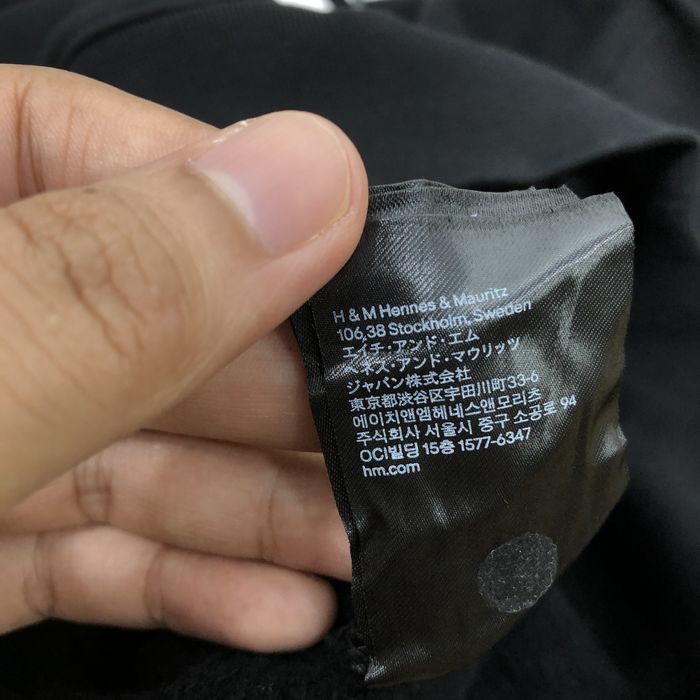 H & M Hennes & Mauritz
106,38 Stockholm, Sweden
エイチ・アンド・エム
ヘネス・アンド・マウリッツ
ジャパン株式会社
東京都渋谷区宇田川町33-6
에이치앤엠헤네스앤모리츠
주식회사 서울시 중구 소공로 94
OCI빌딩 15층 1577-6347
hm.com